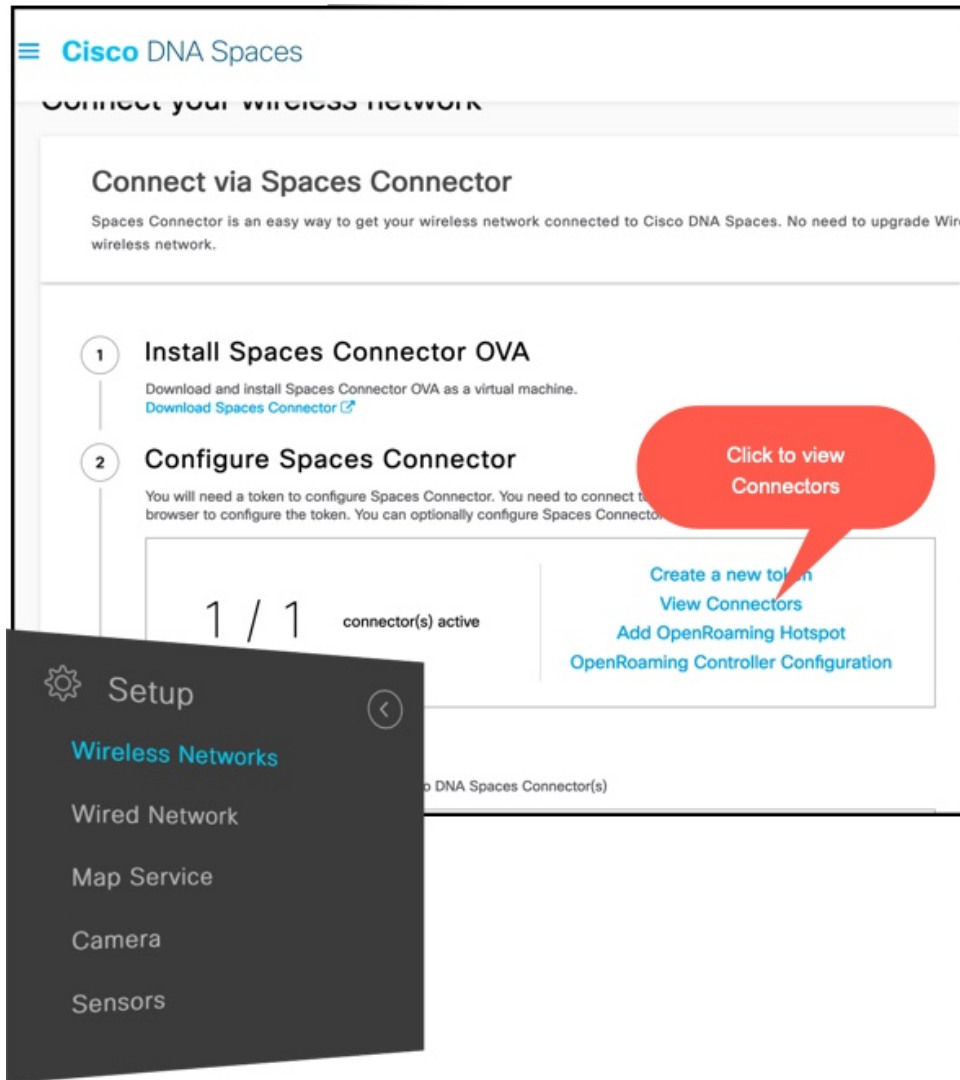 Cisco DNA Spaces
Connect your wireless network
Connect via Spaces Connector
Spaces Connector is an easy way to get your wireless network connected to Cisco DNA Spaces. No need to upgrade
wireless network.
1
Install Spaces Connector OVA
Download and install Spaces Connector OVA as a virtual machine.
Download Spaces Connector
2
Configure Spaces Connector
You will need a token to configure Spaces Connector. You need to connect
browser to configure the token. You can optionally configure Spaces
Click to view
Connectors
1 / 1
connector(s) active
Create a new token
View Connectors
Add OpenRoaming Hotspot
OpenRoaming Controller Configuration
DNA Spaces Connector(s)
Setup
Wireless Networks
Wired Network
Map Service
Camera
Sensors